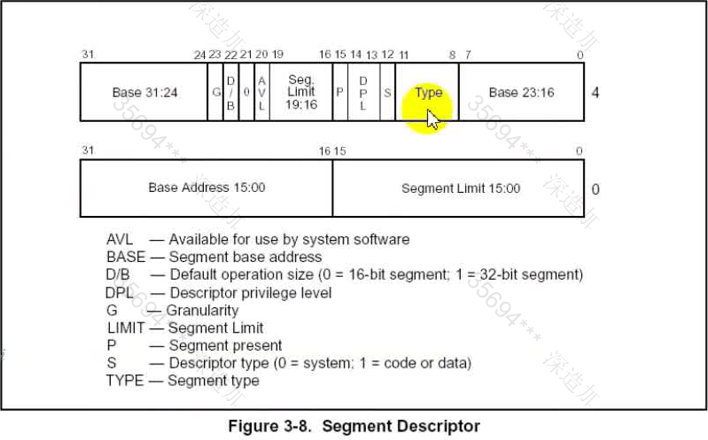 31 24 23 22 21 20 19 16 15 14 13 12 11 8 7 0
Base 31:24 G D/B 0 AVL Seg. Limit 19:16 P DPL S Type Base 23:16 4
31 16 15 0
Base Address 15:00 Segment Limit 15:00 0
AVL — Available for use by system software
BASE — Segment base address
D/B — Default operation size (0 = 16-bit segment; 1 = 32-bit segment)
DPL — Descriptor privilege level
G — Granularity
LIMIT — Segment Limit
P — Segment present
S — Descriptor type (0 = system; 1 = code or data)
TYPE — Segment type
Figure 3-8. Segment Descriptor
35694*** 深造加
35694*** 深造加
35694*** 深造加
35694*** 深造加